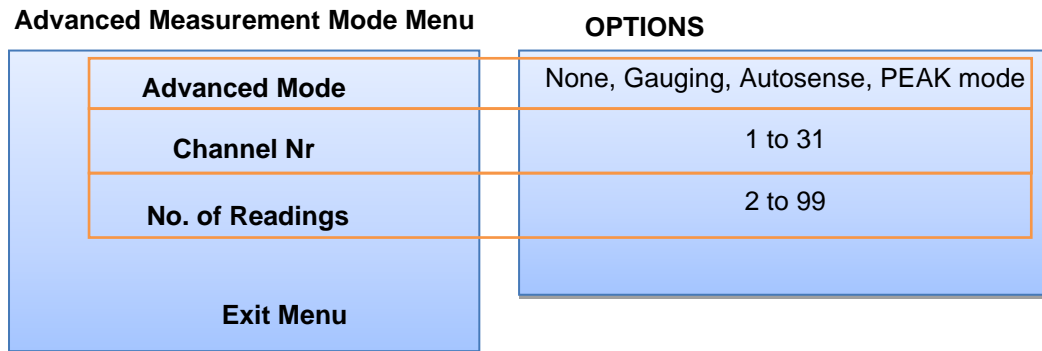 Advanced Measurement Mode Menu
OPTIONS
Advanced Mode
None, Gauging, Autosense, PEAK mode
Channel Nr
1 to 31
No. of Readings
2 to 99
Exit Menu